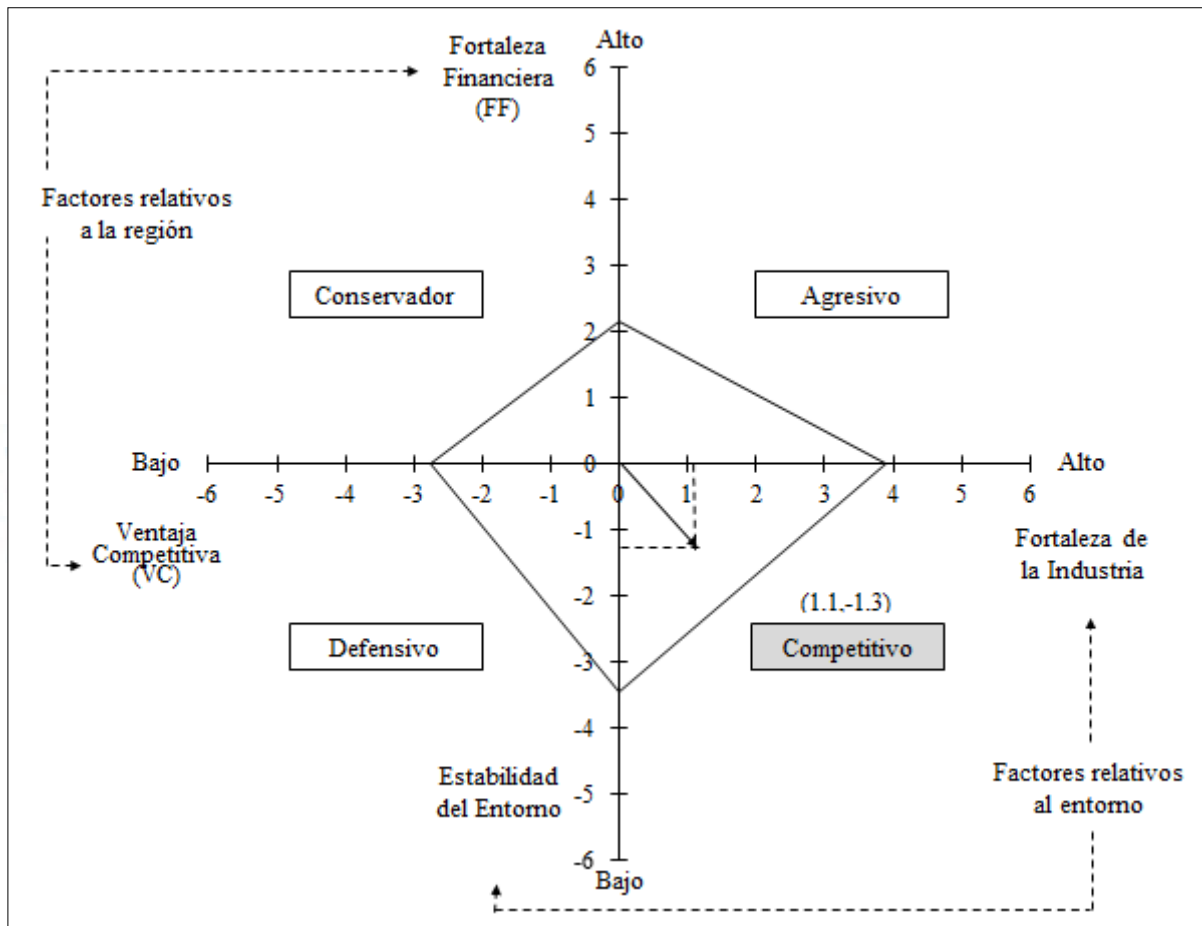 Fortaleza
Financiera
(FF)
Alto
6
5
4
3
2
1
0
-1
-2
-3
-4
-5
-6
Bajo
Factores relativos
a la región
Conservador
Agresivo
Bajo
-6 -5 -4 -3 -2 -1 0 1 2 3 4 5 6
Alto
Ventaja
Competitiva
(VC)
Fortaleza de
la Industria
(1.1,-1.3)
Defensivo
Competitivo
Estabilidad
del Entorno
Factores relativos
al entorno